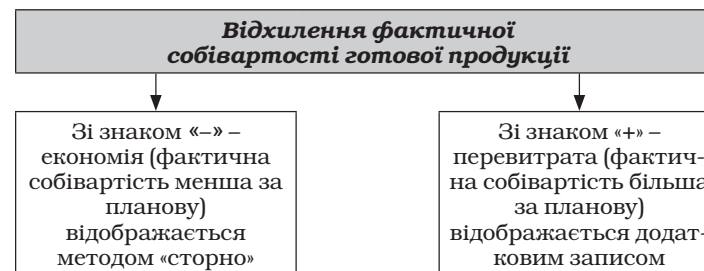 Відхилення фактичної
собівартості готової продукції
Зі знаком «–» –
економія (фактична
собівартість менша за
планову)
відображається
методом «сторно»
Зі знаком «+» –
перевитрата (фактич-
на собівартість більша
за планову)
відображається додат-
ковим записом